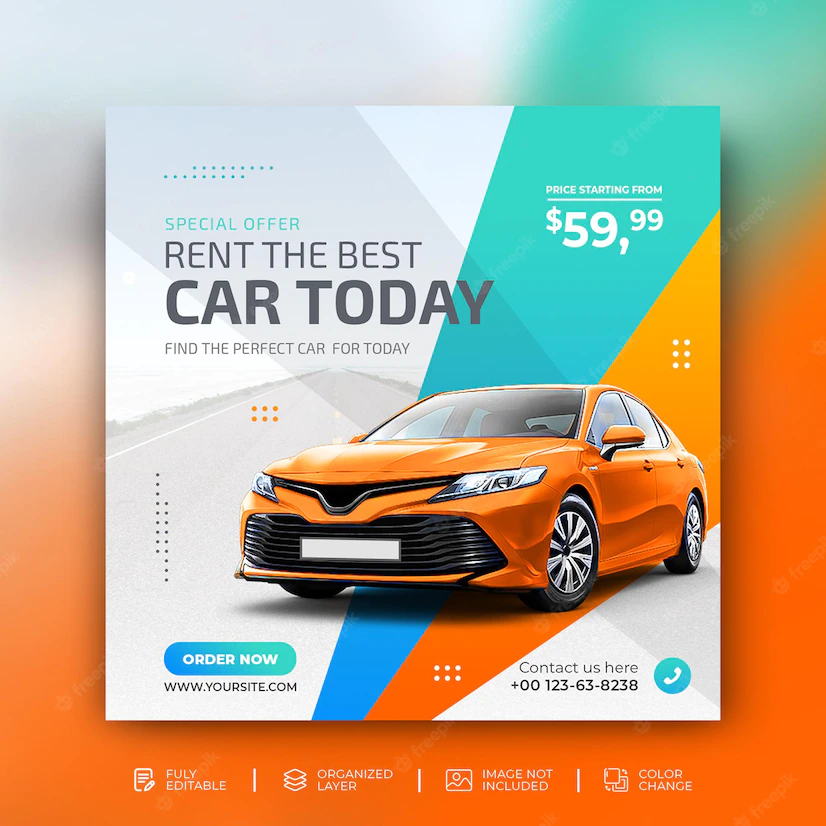 SPECIAL OFFER
RENT THE BEST
CAR TODAY
FIND THE PERFECT CAR FOR TODAY
PRICE STARTING FROM
$59,99
ORDER NOW
WWW.YOURSITE.COM
Contact us here
+00 123-63-8238
FULLY
EDITABLE
ORGANIZED
LAYER
IMAGE NOT
INCLUDED
COLOR
CHANGE
freepik